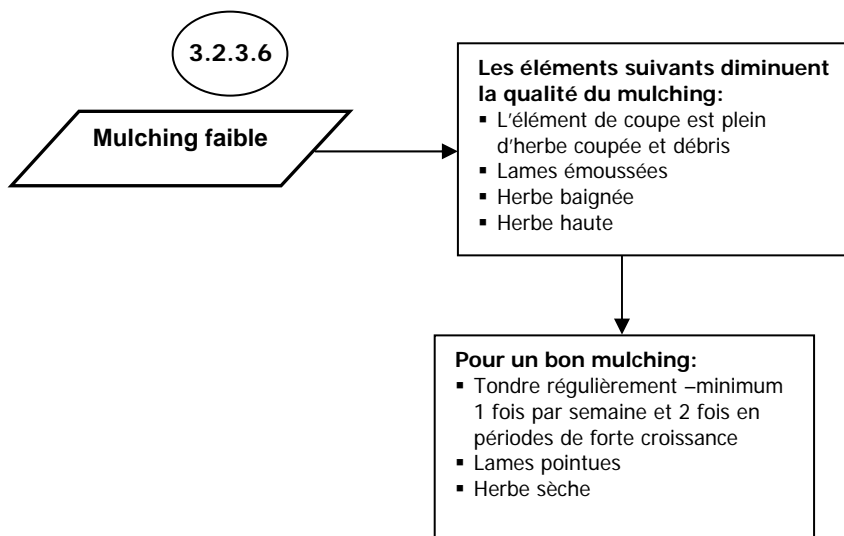 3.2.3.6
Mulching faible
Les éléments suivants diminuent
la qualité du mulching:
▪ L'élément de coupe est plein
d'herbe coupée et débris
▪ Lames émoussées
▪ Herbe baignée
▪ Herbe haute
Pour un bon mulching:
▪ Tondre régulièrement –minimum
1 fois par semaine et 2 fois en
périodes de forte croissance
▪ Lames pointues
▪ Herbe sèche